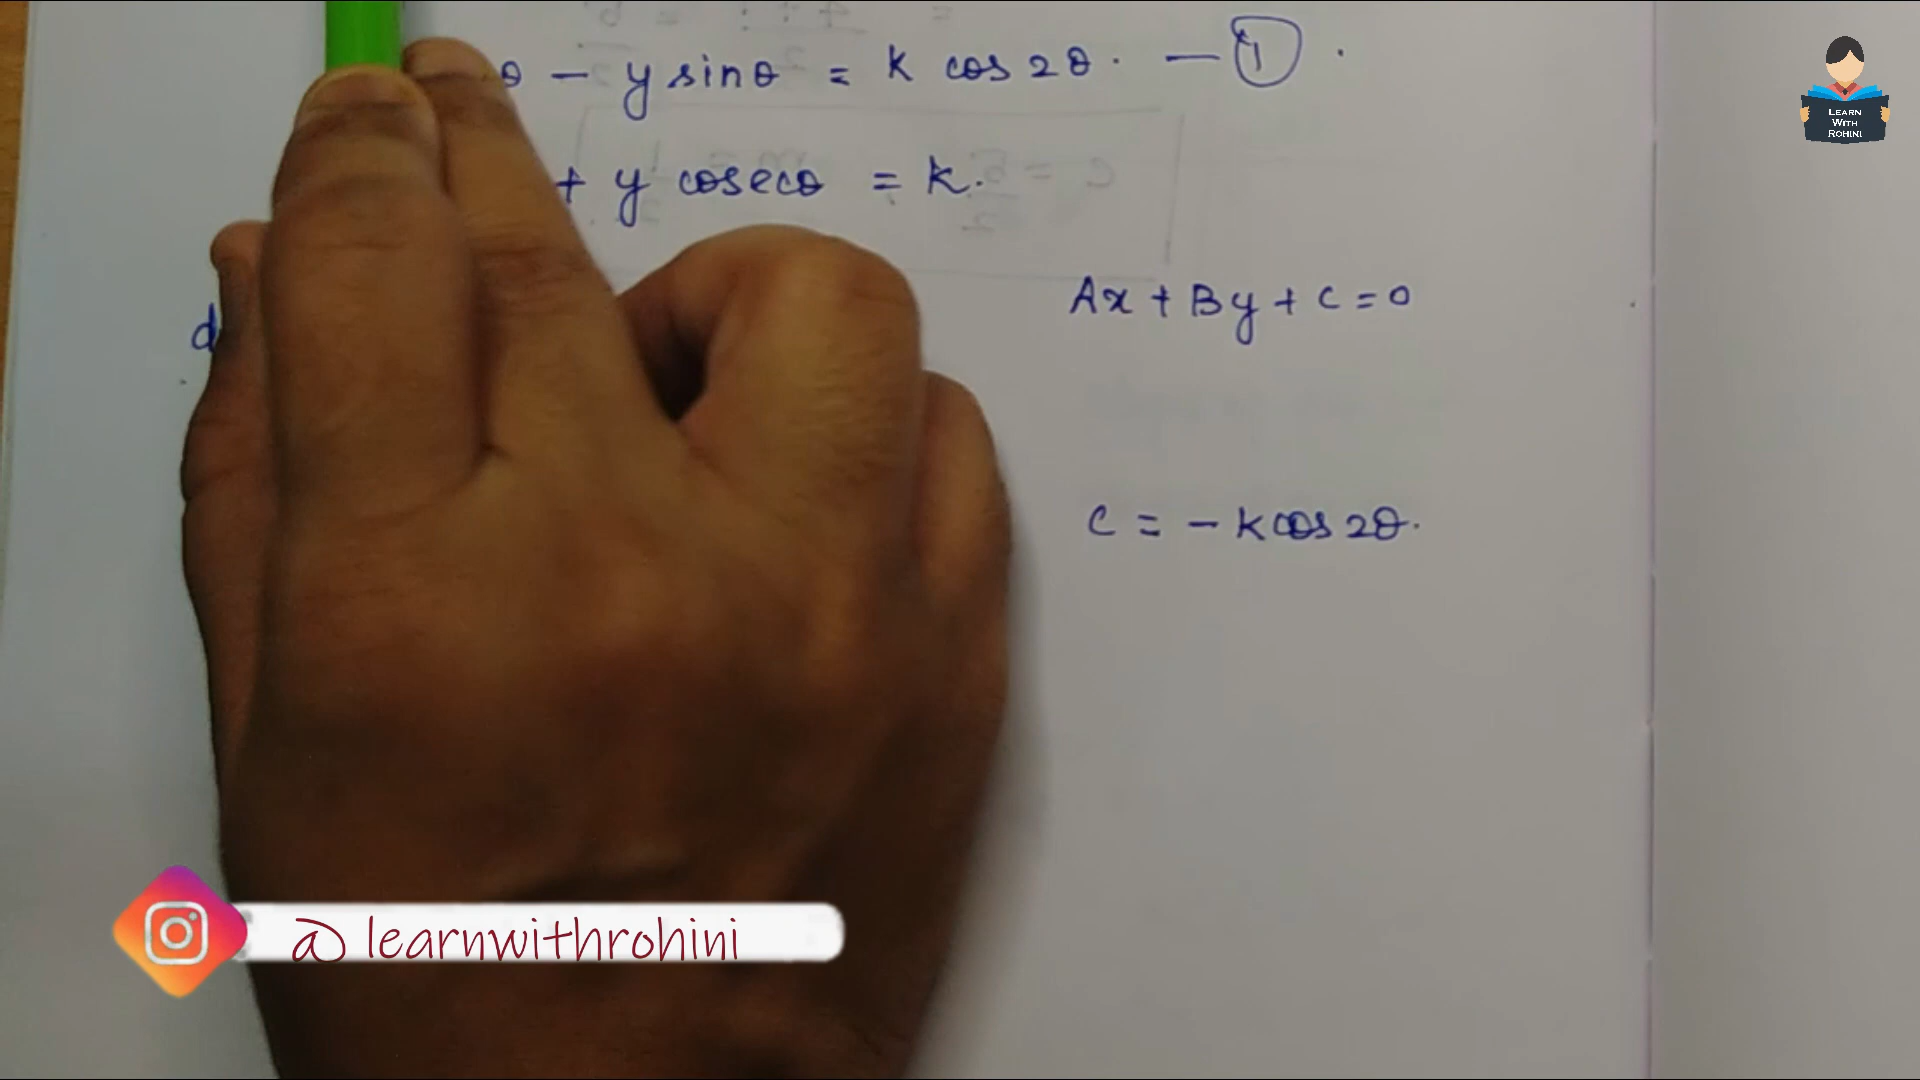 θ - y sinθ = k cos 2θ. — ①
+ y cosecθ = k.
d
Ax + By + C = 0
C = - k cos 2θ.
LEARN
WITH
ROHINI
@learnwithrohini